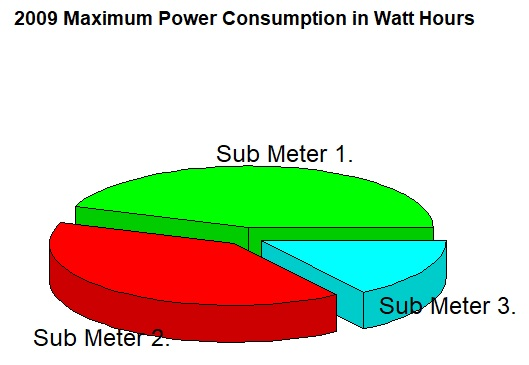 2009 Maximum Power Consumption in Watt Hours
Sub Meter 1.
Sub Meter 3.
Sub Meter 2.